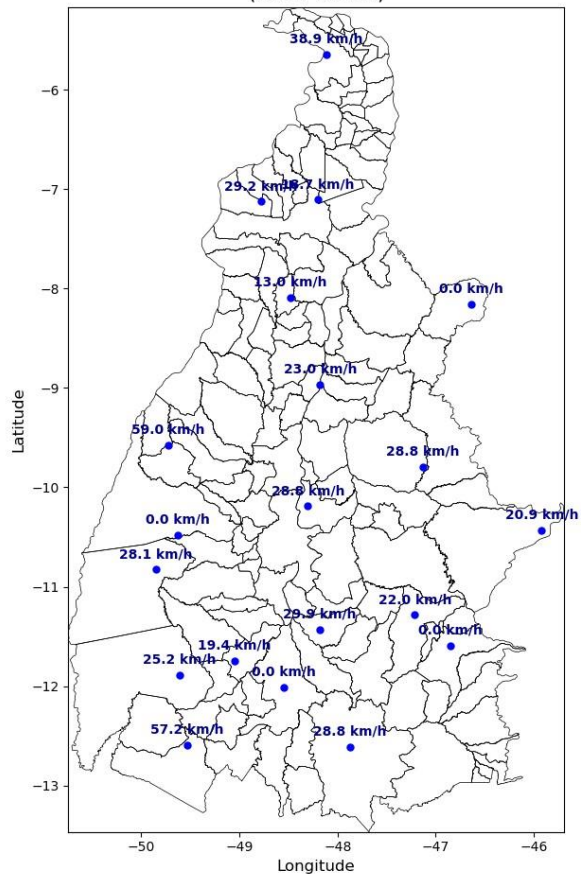 38.9 km/h
−6
−7
29.2 km/h
.7 km/h
−8
13.0 km/h
0.0 km/h
−9
23.0 km/h
59.0 km/h
28.8 km/h
−10
28.8 km/h
0.0 km/h
20.9 km/h
28.1 km/h
−11
22.0 km/h
29.9 km/h
0.0 km/h
19.4 km/h
25.2 km/h
−12
0.0 km/h
57.2 km/h
28.8 km/h
−13
−50
−49
−48
−47
−46
Longitude
Latitude